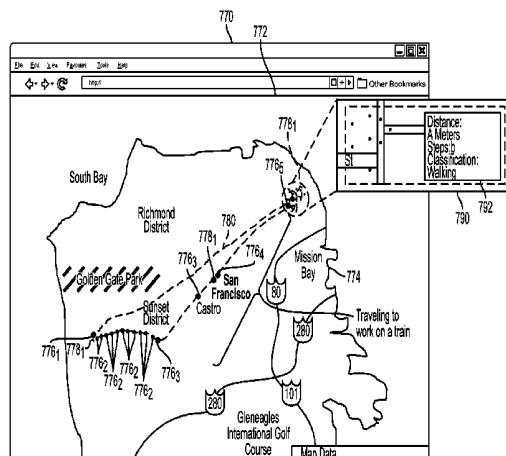 770
772
File Edit View Favorites Tools Help
http://
Other Bookmarks
778₁
776₅
Distance:
A Meters
Steps:b
Classification:
Walking
St
792
790
South Bay
Richmond
District
780
778₁
776₃
776₄
Mission
Bay
774
Golden Gate Park
San
Francisco
Castro
80
Sunset
District
280
Traveling to
work on a train
776₁
778₁
776₂
776₂
776₂
776₂
776₃
280
101
Gleneagles
International Golf
Course
Map Data